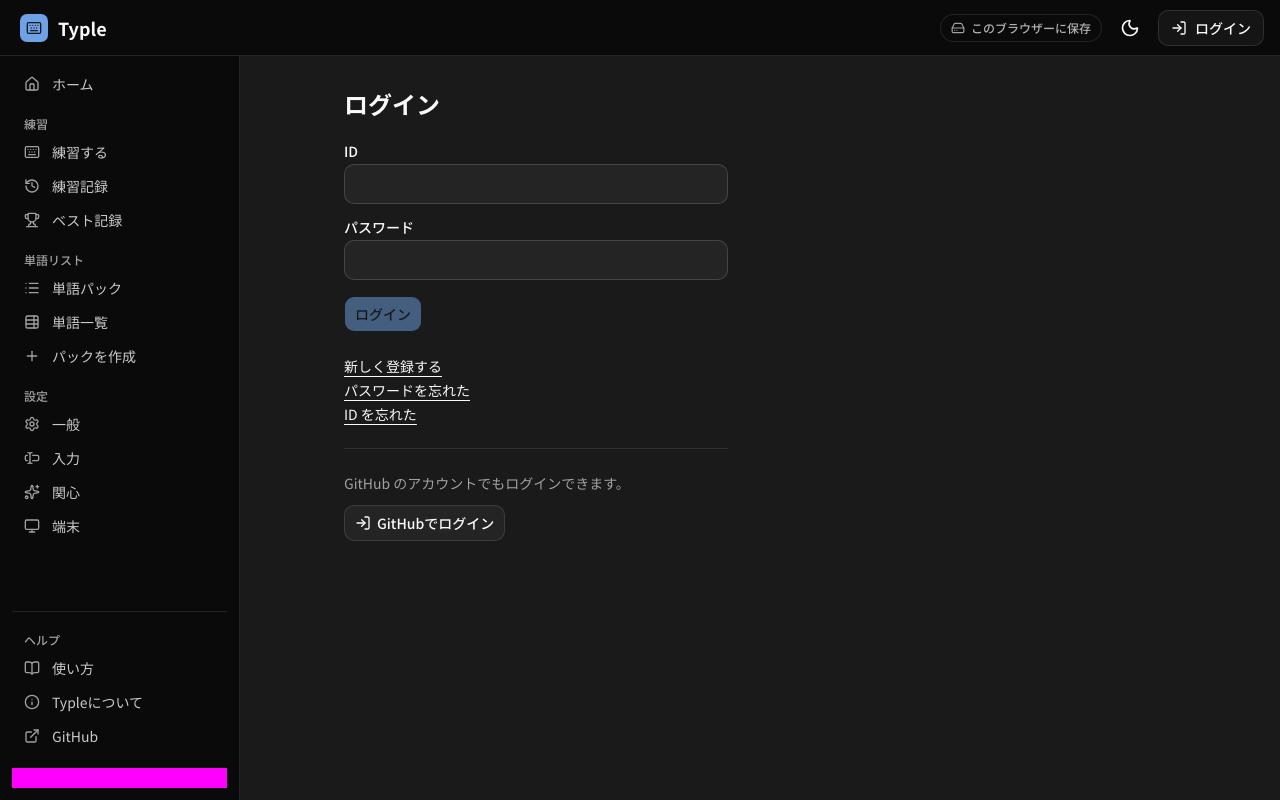 Typle
このブラウザーに保存
ログイン
ホーム
練習
練習する
練習記録
ベスト記録
単語リスト
単語パック
単語一覧
パックを作成
設定
一般
入力
関心
端末
ヘルプ
使い方
Typleについて
GitHub
ログイン
ID
パスワード
ログイン
新しく登録する
パスワードを忘れた
ID を忘れた
GitHub のアカウントでもログインできます。
GitHubでログイン